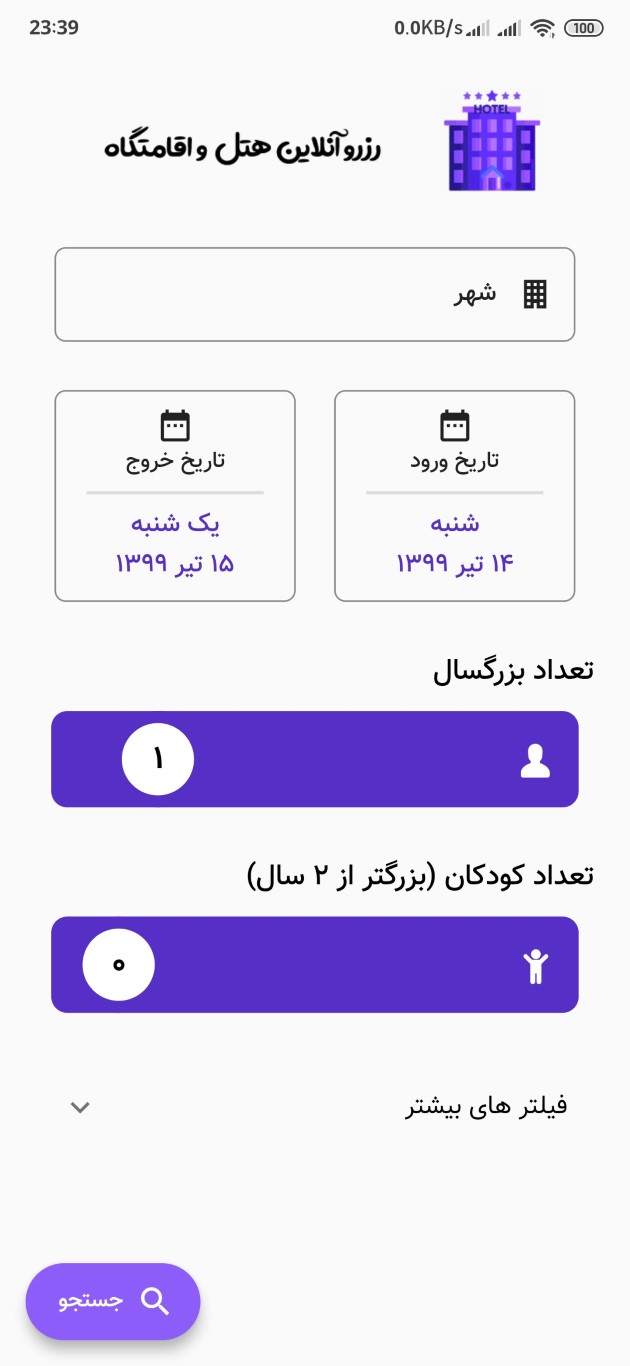 23:39
0.0KB/s
100
HOTEL
رزرو آنلاین هتل و اقامتگاه
شهر
تاریخ ورود
شنبه
۱۴ تیر ۱۳۹۹
تاریخ خروج
یک شنبه
۱۵ تیر ۱۳۹۹
تعداد بزرگسال
۱
تعداد کودکان (بزرگتر از ۲ سال)
۰
فیلتر های بیشتر
جستجو